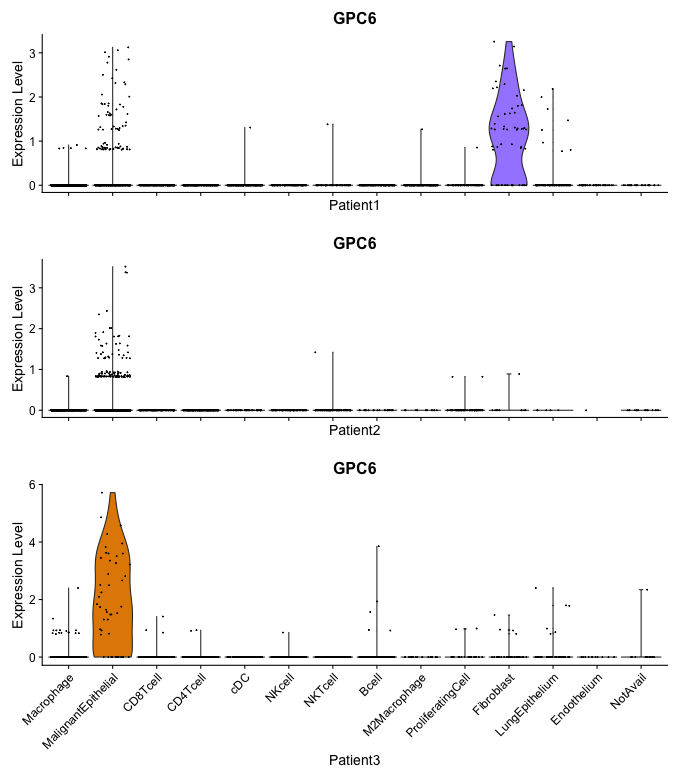 GPC6
Expression Level
3
2
1
0
Patient1
GPC6
Expression Level
3
2
1
0
Patient2
GPC6
Expression Level
6
4
2
0
Macrophage
MalignantEpithelial
CD8Tcell
CD4Tcell
cDC
NKcell
NKTcell
Bcell
M2Macrophage
ProliferatingCell
Fibroblast
LungEpithelium
Endothelium
NotAvail
Patient3